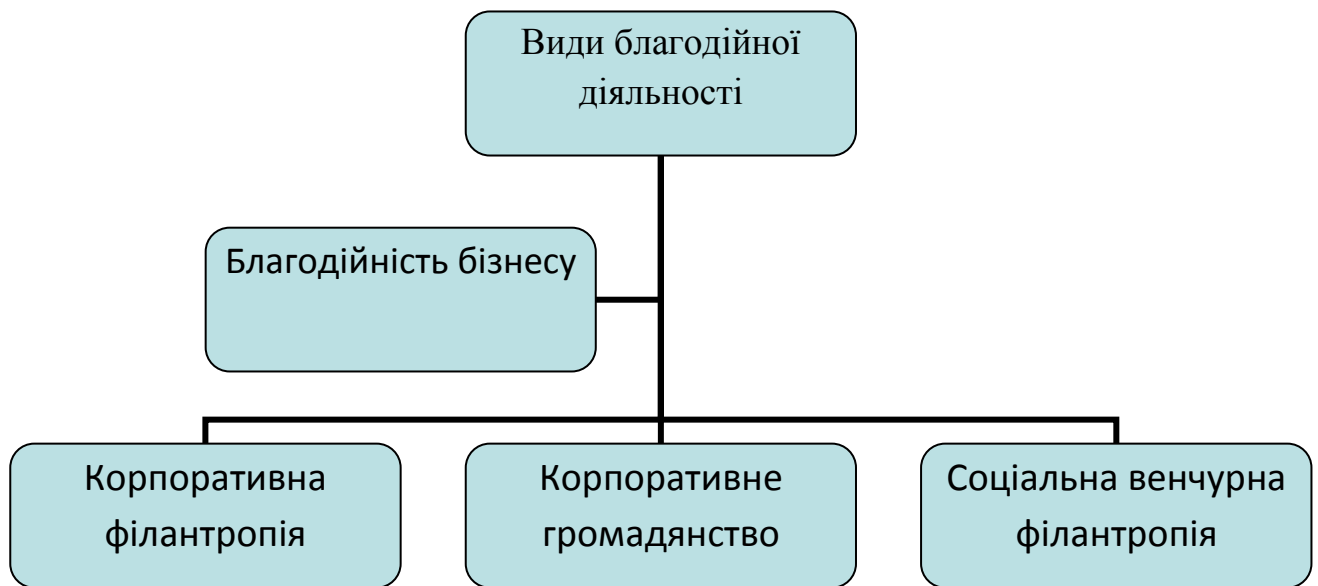 Види благодійної
діяльності
Благодійність бізнесу
Корпоративна
філантропія
Корпоративне
громадянство
Соціальна венчурна
філантропія